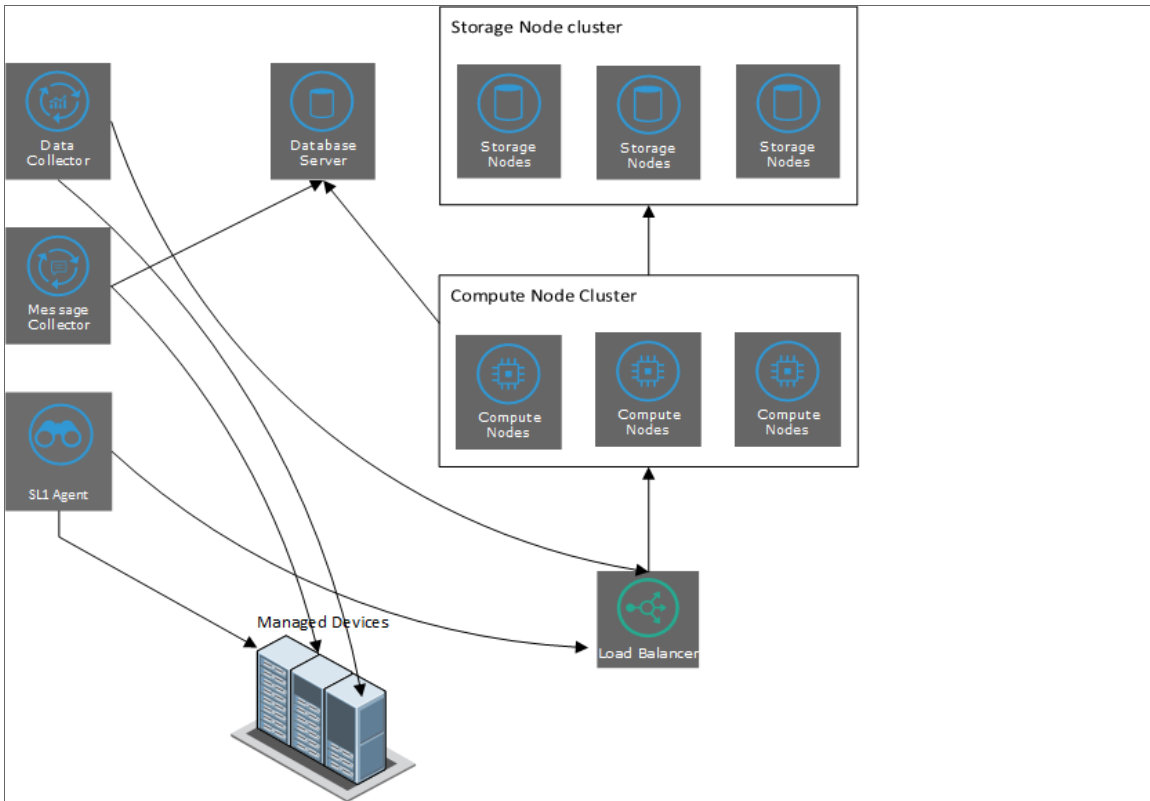 Storage Node cluster
Data
Collector
Database
Server
Storage
Nodes
Storage
Nodes
Storage
Nodes
Message
Collector
Compute Node Cluster
Compute
Nodes
Compute
Nodes
Compute
Nodes
SL1 Agent
Managed Devices
Load Balancer